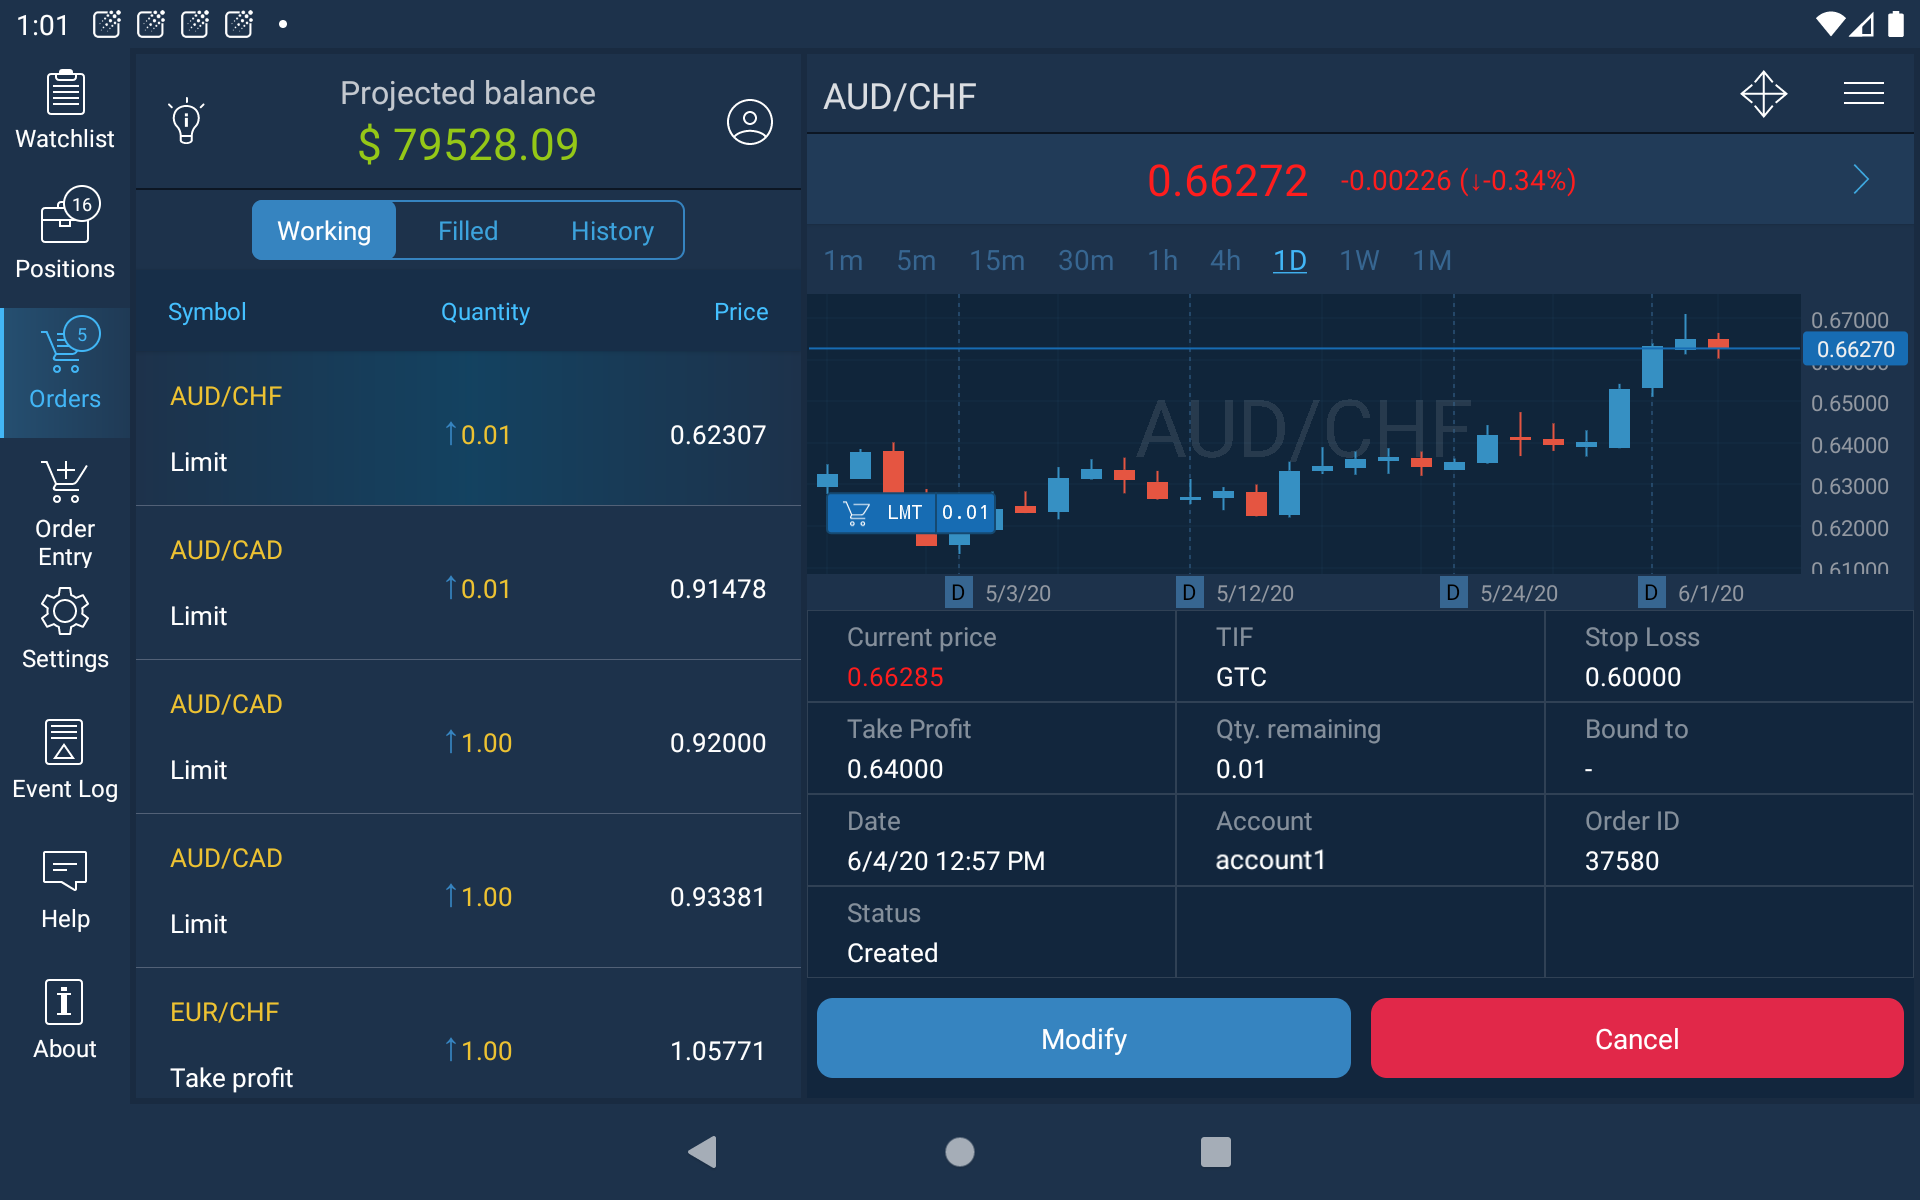 1:01
Watchlist
16
Positions
5
Orders
Order
Entry
Settings
Event Log
Help
About
Projected balance
$ 79528.09
Working Filled History
Symbol Quantity Price
AUD/CHF
↑0.01 0.62307
Limit
AUD/CAD
↑0.01 0.91478
Limit
AUD/CAD
↑1.00 0.92000
Limit
AUD/CAD
↑1.00 0.93381
Limit
EUR/CHF
↑1.00 1.05771
Take profit
AUD/CHF
0.66272 -0.00226 (↓-0.34%)
1m 5m 15m 30m 1h 4h 1D 1W 1M
AUD/CHF
0.67000
0.66270
0.65000
0.64000
0.63000
0.62000
0.61000
LMT 0.01
D 5/3/20 D 5/12/20 D 5/24/20 D 6/1/20
Current price TIF Stop Loss
0.66285 GTC 0.60000
Take Profit Qty. remaining Bound to
0.64000 0.01 -
Date Account Order ID
6/4/20 12:57 PM account1 37580
Status
Created
Modify Cancel